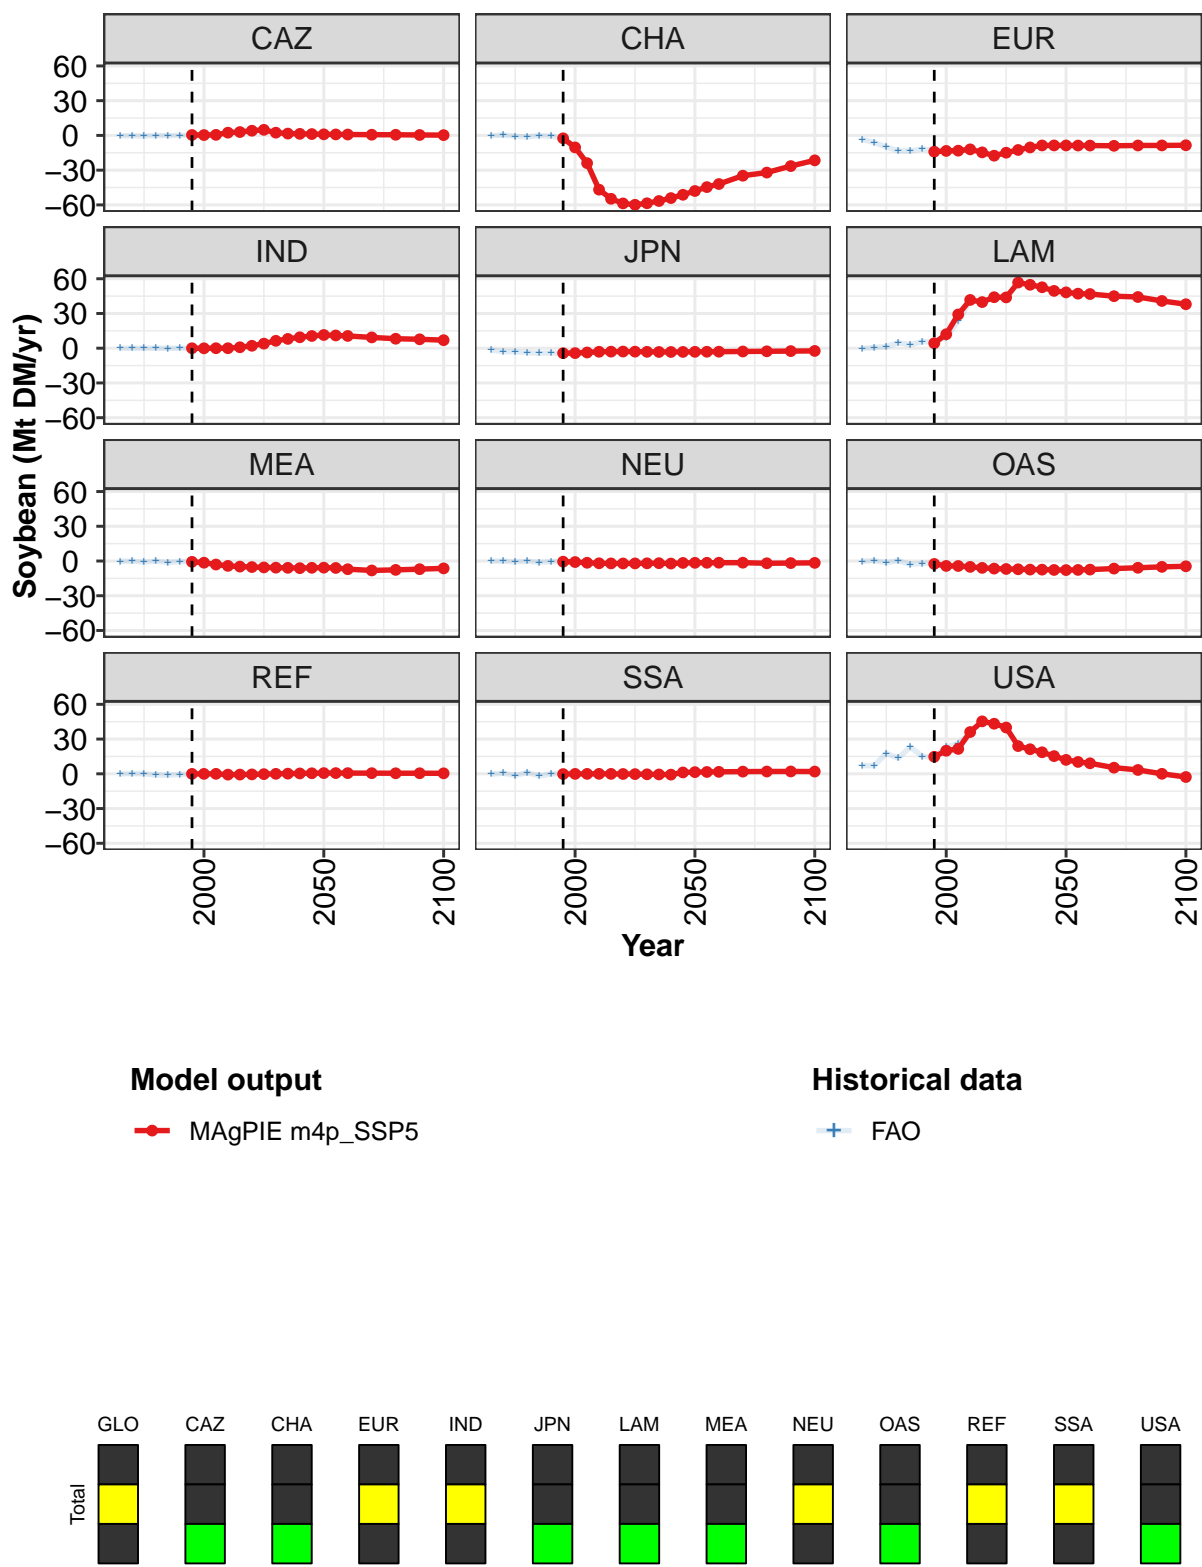 CAZ CHA EUR
60
30
0
−30
−60
IND JPN LAM
60
30
0
−30
−60
MEA NEU OAS
60
30
0
−30
−60
REF SSA USA
60
30
0
−30
−60
Soybean (Mt DM/yr)
2000 2050 2100 2000 2050 2100 2000 2050 2100
Year
Model output Historical data
MAgPIE m4p_SSP5 FAO
GLO CAZ CHA EUR IND JPN LAM MEA NEU OAS REF SSA USA
Total